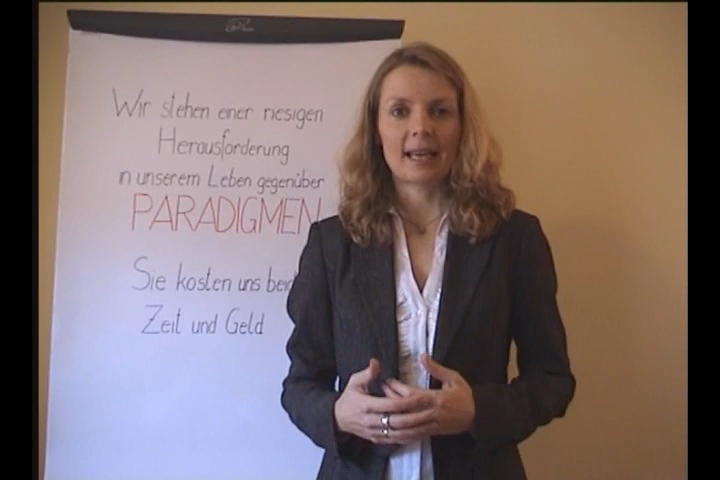 Wir stehen einer riesigen
Herausforderung
in unserem Leben gegenüber
PARADIGMEN
Sie kosten uns
Zeit und Geld